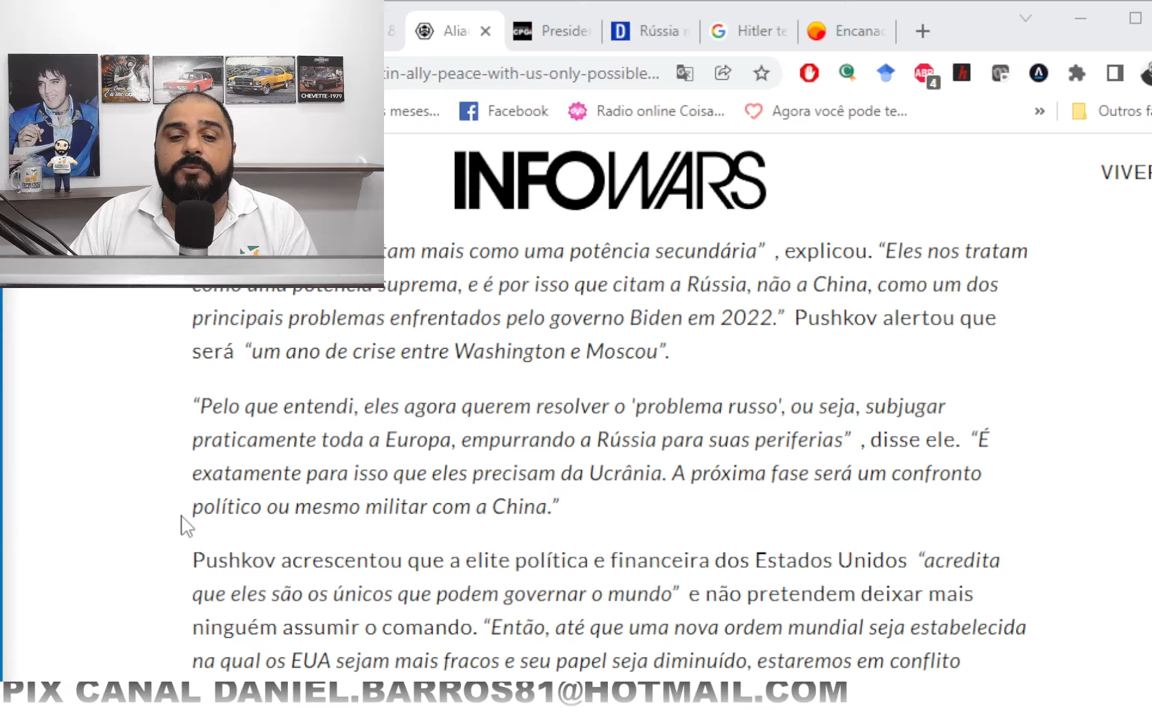 Alia
Preside
Rússia
Hitler te
Encanac
in-ally-peace-with-us-only-possible...
4
meses...
Facebook
Radio online Coisa...
Agora você pode te...
»
Outros f
INFOWARS
VIVER
CHEVETTE-1979
mais como uma potência secundária” , explicou. “Eles nos tratam
como uma potência suprema, e é por isso que citam a Rússia, não a China, como um dos
principais problemas enfrentados pelo governo Biden em 2022.” Pushkov alertou que
será “um ano de crise entre Washington e Moscou”.
“Pelo que entendi, eles agora querem resolver o 'problema russo', ou seja, subjugar
praticamente toda a Europa, empurrando a Rússia para suas periferias” , disse ele. “É
exatamente para isso que eles precisam da Ucrânia. A próxima fase será um confronto
político ou mesmo militar com a China.”
Pushkov acrescentou que a elite política e financeira dos Estados Unidos “acredita
que eles são os únicos que podem governar o mundo” e não pretendem deixar mais
ninguém assumir o comando. “Então, até que uma nova ordem mundial seja estabelecida
na qual os EUA sejam mais fracos e seu papel seja diminuído, estaremos em conflito
PIX CANAL DANIEL.BARROS81@HOTMAIL.COM